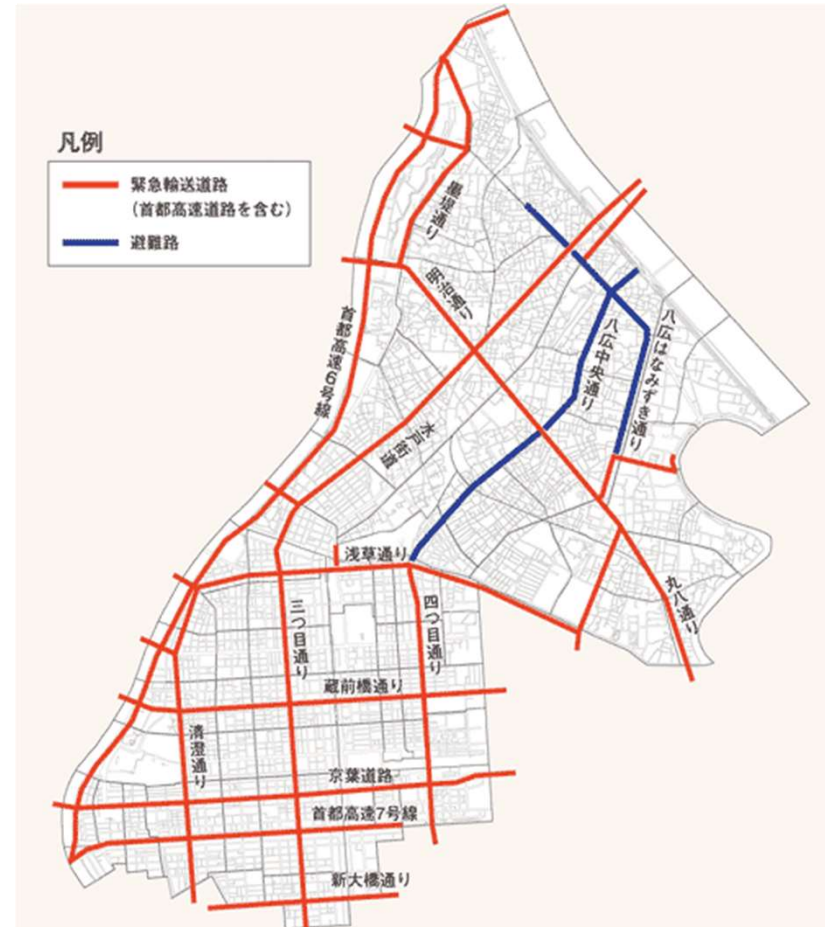 凡例
緊急輸送道路
(首都高速道路を含む)
避難路
墨堤通り
明治通り
首都高速6号線
八広はなみずき通り
八広中央通り
水戸街道
浅草通り
三つ目通り
四つ目通り
丸八通り
蔵前橋通り
清澄通り
京葉道路
首都高速7号線
新大橋通り